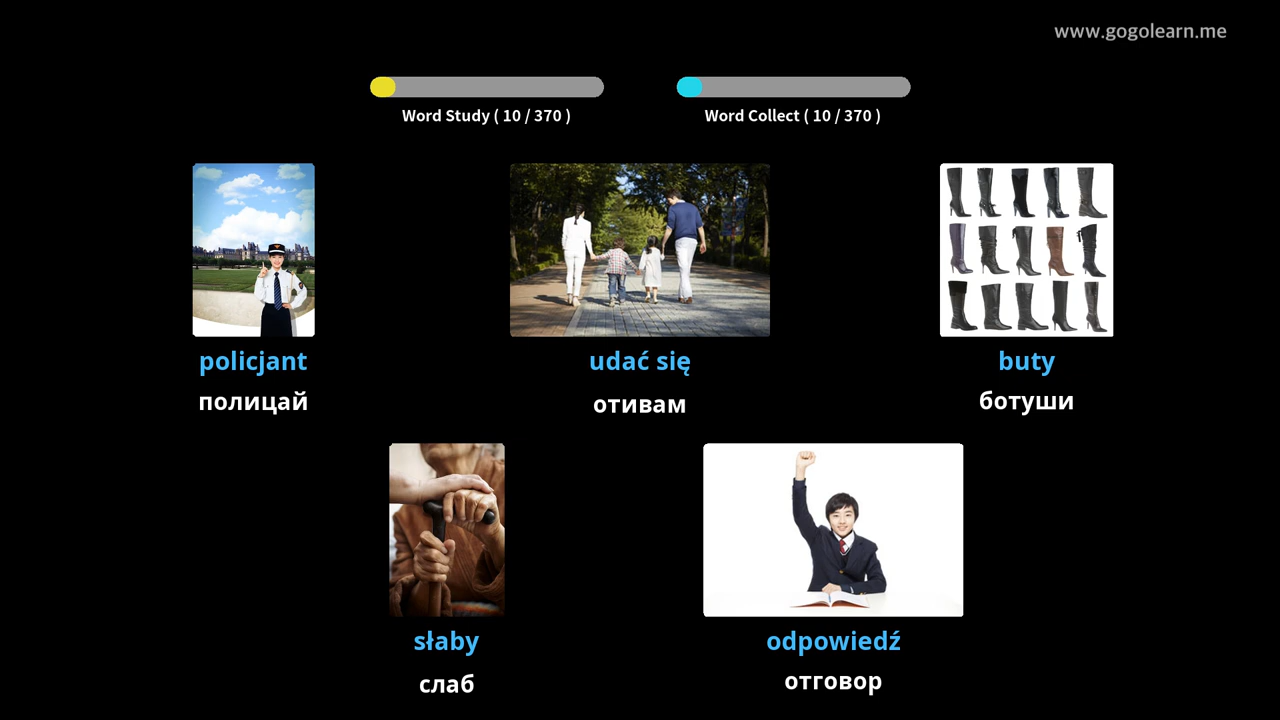 www.gogolearn.me
Word Study ( 10 / 370 )
Word Collect ( 10 / 370 )
policjant
полицай
udać się
отивам
buty
ботуши
słaby
слаб
odpowiedź
отговор